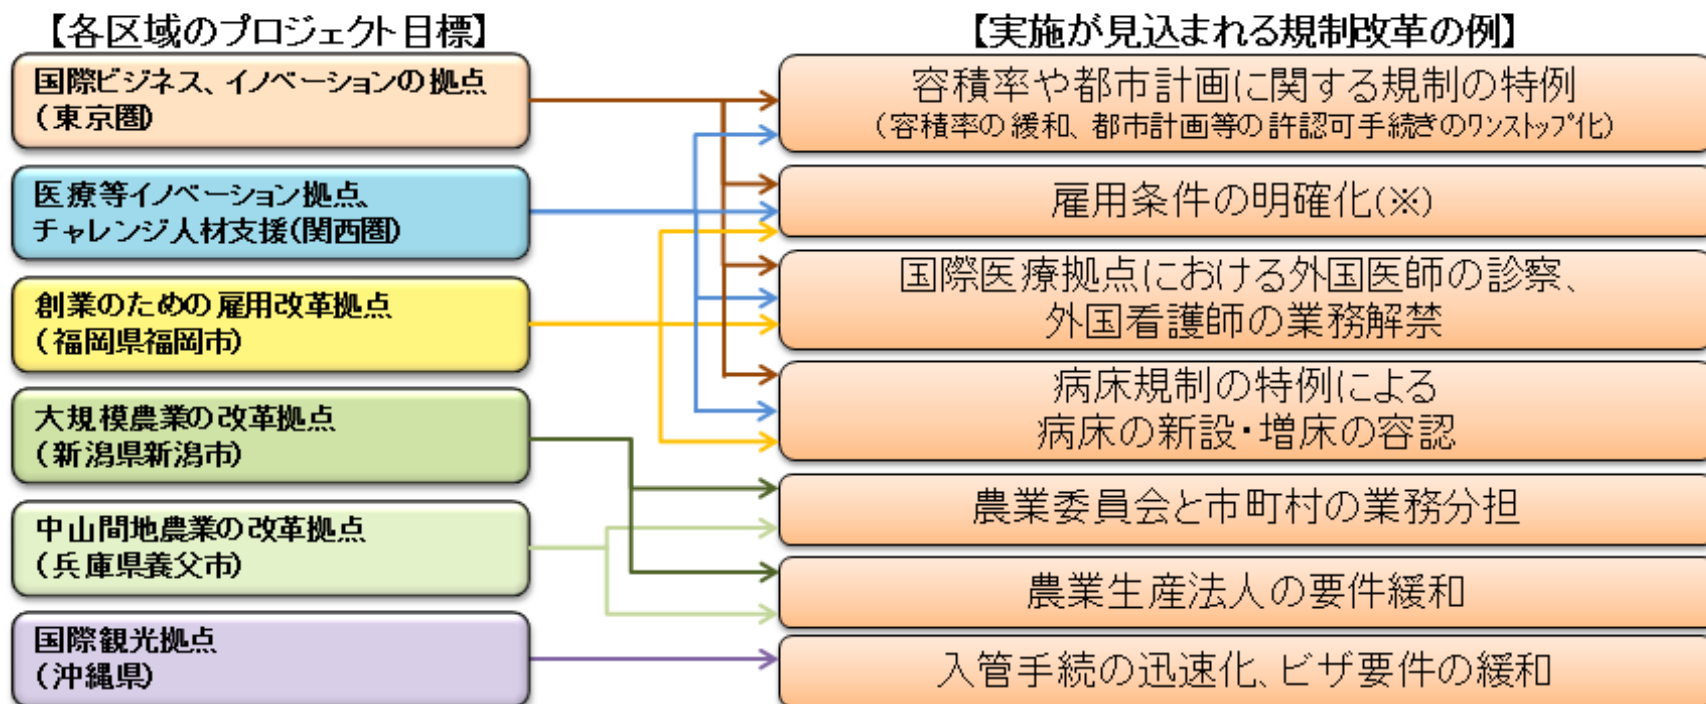 【各区域のプロジェクト目標】
国際ビジネス、イノベーションの拠点
(東京圏)
医療等イノベーション拠点、
チャレンジ人材支援(関西圏)
創業のための雇用改革拠点
(福岡県福岡市)
大規模農業の改革拠点
(新潟県新潟市)
中山間地農業の改革拠点
(兵庫県養父市)
国際観光拠点
(沖縄県)
【実施が見込まれる規制改革の例】
容積率や都市計画に関する規制の特例
(容積率の緩和、都市計画等の許認可手続きのワンストップ化)
雇用条件の明確化(※)
国際医療拠点における外国医師の診察、
外国看護師の業務解禁
病床規制の特例による
病床の新設・増床の容認
農業委員会と市町村の業務分担
農業生産法人の要件緩和
入管手続の迅速化、ビザ要件の緩和